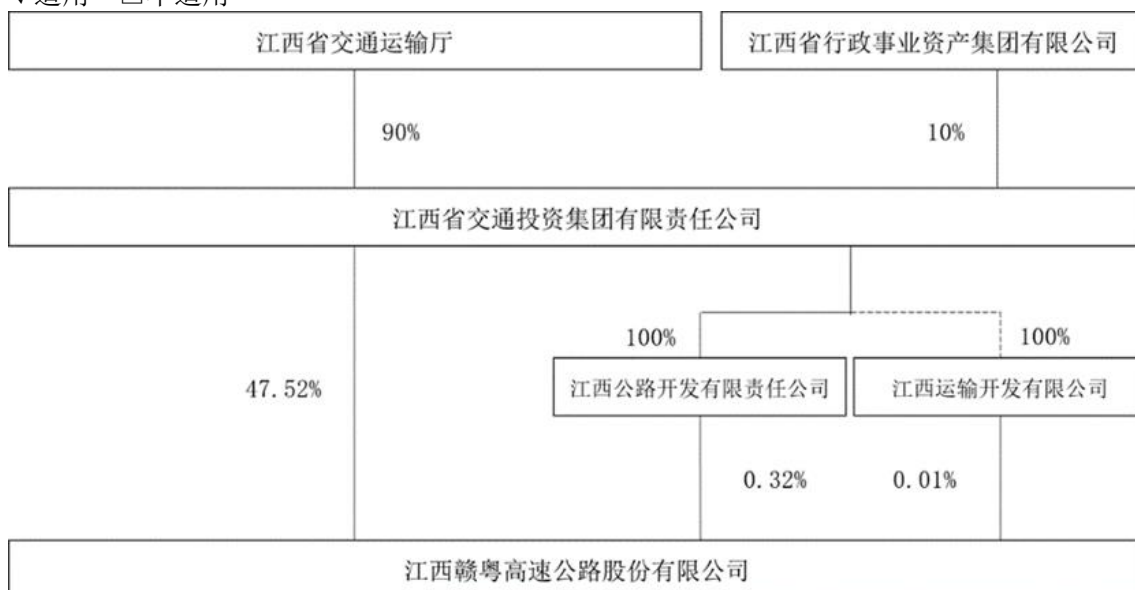 江西省交通运输厅
江西省行政事业资产集团有限公司
90%
10%
江西省交通投资集团有限责任公司
100%
100%
47.52%
江西公路开发有限责任公司
江西运输开发有限公司
0.32%
0.01%
江西赣粤高速公路股份有限公司